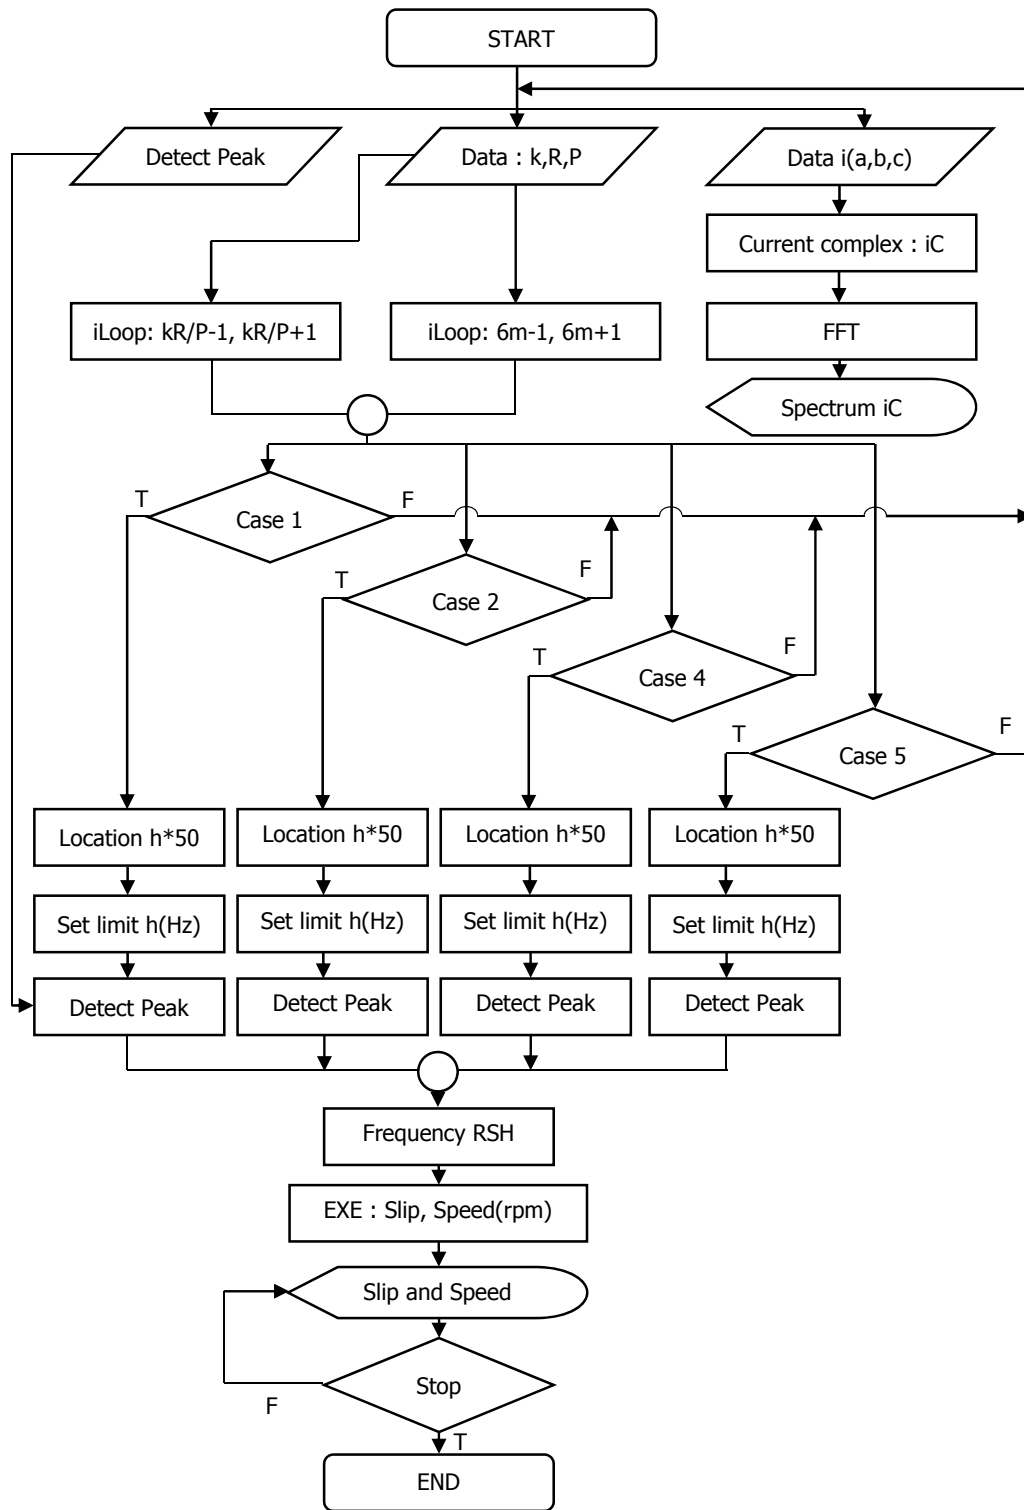 START
Detect Peak
Data : k,R,P
Data i(a,b,c)
Current complex : iC
iLoop: kR/P-1, kR/P+1
iLoop: 6m-1, 6m+1
FFT
Spectrum iC
T
Case 1
F
T
Case 2
F
T
Case 4
F
T
Case 5
F
Location h*50
Location h*50
Location h*50
Location h*50
Set limit h(Hz)
Set limit h(Hz)
Set limit h(Hz)
Set limit h(Hz)
Detect Peak
Detect Peak
Detect Peak
Detect Peak
Frequency RSH
EXE : Slip, Speed(rpm)
Slip and Speed
Stop
F
T
END